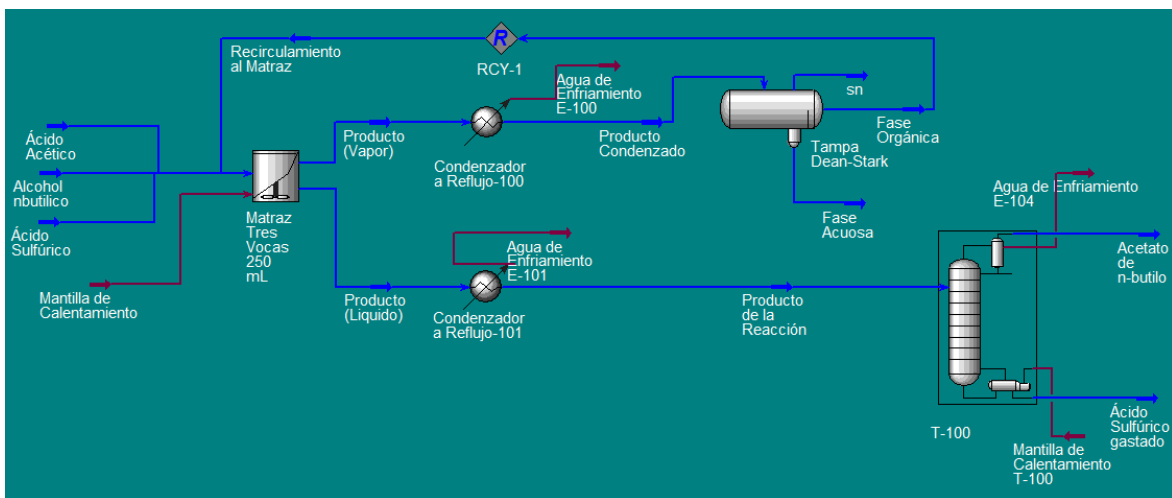 Recirculamiento
al Matraz
R
RCY-1
Agua de
Enfriamiento
E-100
sn
Fase
Orgánica
Ácido
Acético
Producto
(Vapor)
Condenzador
a Reflujo-100
Producto
Condenzado
Tampa
Dean-Stark
Alcohol
nbutilico
Ácido
Sulfúrico
Matraz
Tres
Vocas
250
mL
Fase
Acuosa
Agua de Enfriamiento
E-104
Agua de
Enfriamiento
E-101
Acetato
de
n-butilo
Mantilla de
Calentamiento
Producto
(Liquido)
Condenzador
a Reflujo-101
Producto
de la
Reacción
T-100
Ácido
Sulfúrico
gastado
Mantilla de
Calentamiento
T-100